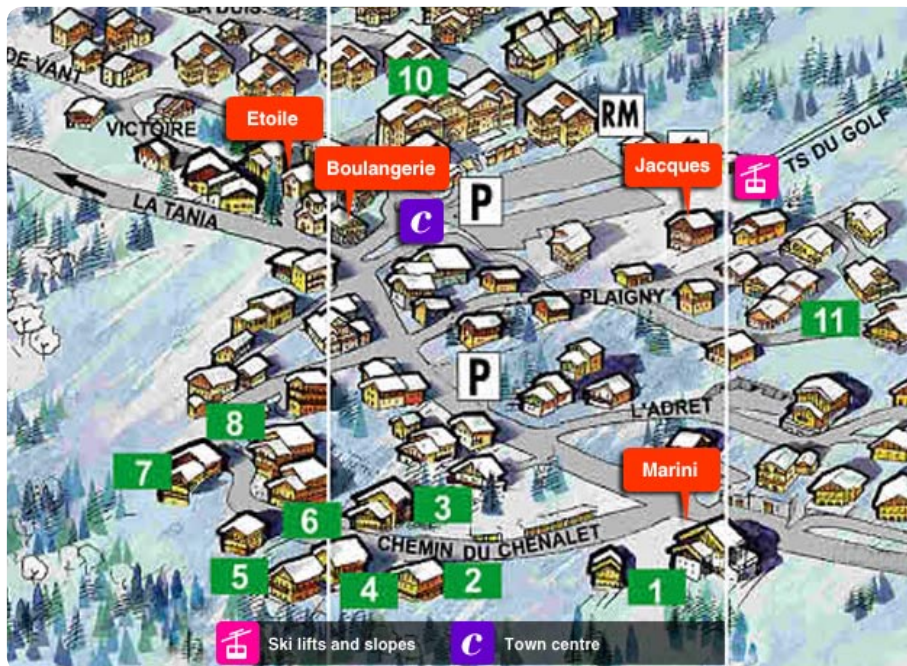 LA DUIS
DE VANT
10
VICTOIRE
Etoile
RM
Boulangerie
Jacques
TS DU GOLF
LA TANIA
c
P
PLAIGNY
11
P
L'ADRET
8
7
Marini
6
3
CHEMIN DU CHENALET
5
4
2
1
Ski lifts and slopes
c
Town centre